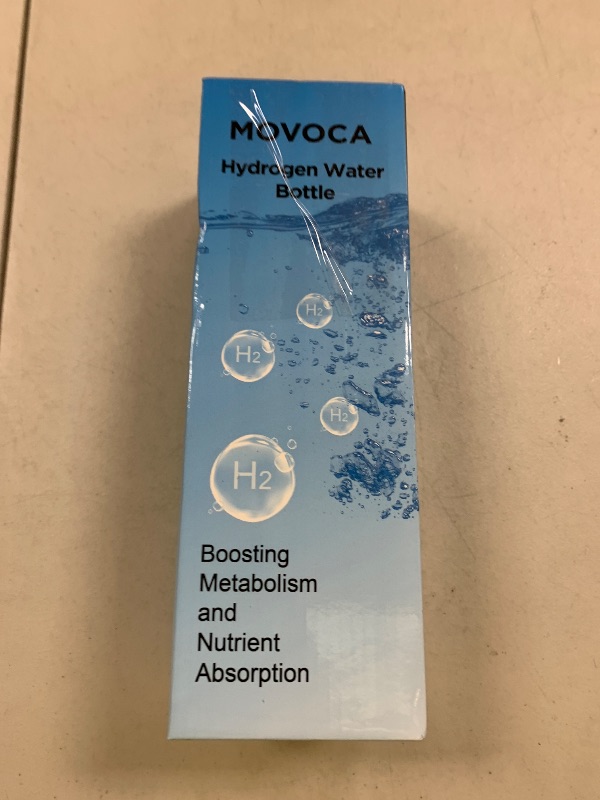 MOVOCA
Hydrogen Water
Bottle
H2
H2
H2
H2
Boosting
Metabolism
and
Nutrient
Absorption